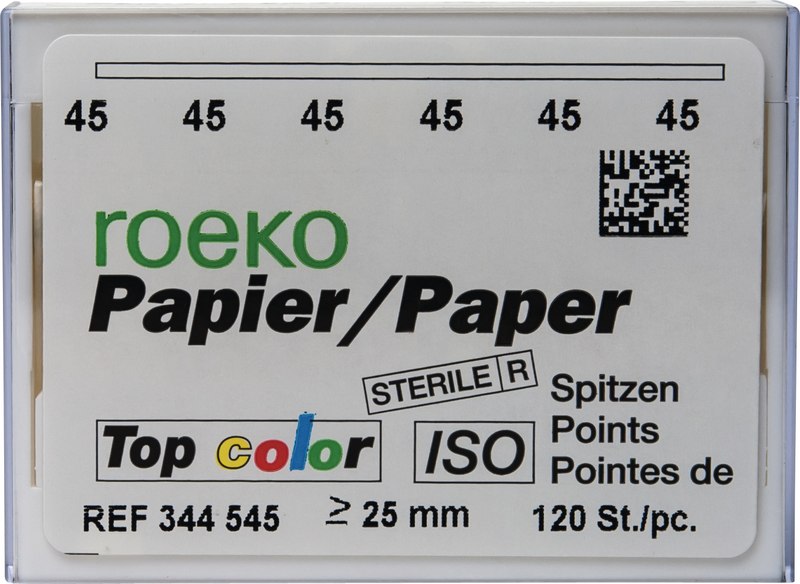 45 45 45 45 45 45
roeko
Papier/Paper
STERILE R
Spitzen
Points
Pointes de
Top color
ISO
REF 344 545 ≥ 25 mm 120 St./pc.